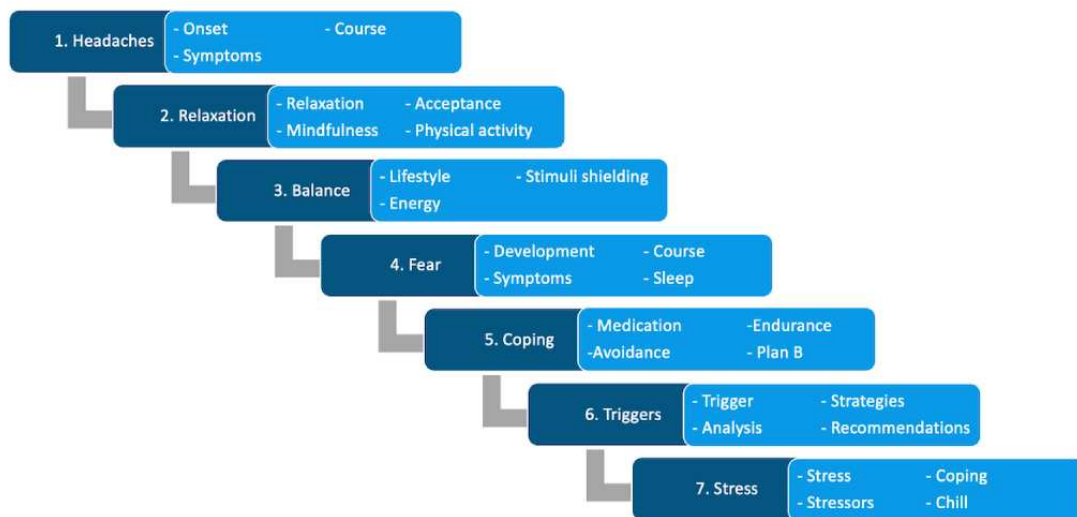 1. Headaches
- Onset - Course
- Symptoms
2. Relaxation
- Relaxation - Acceptance
- Mindfulness - Physical activity
3. Balance
- Lifestyle - Stimuli shielding
- Energy
4. Fear
- Development - Course
- Symptoms - Sleep
5. Coping
- Medication -Endurance
-Avoidance - Plan B
6. Triggers
- Trigger - Strategies
- Analysis - Recommendations
7. Stress
- Stress - Coping
- Stressors - Chill